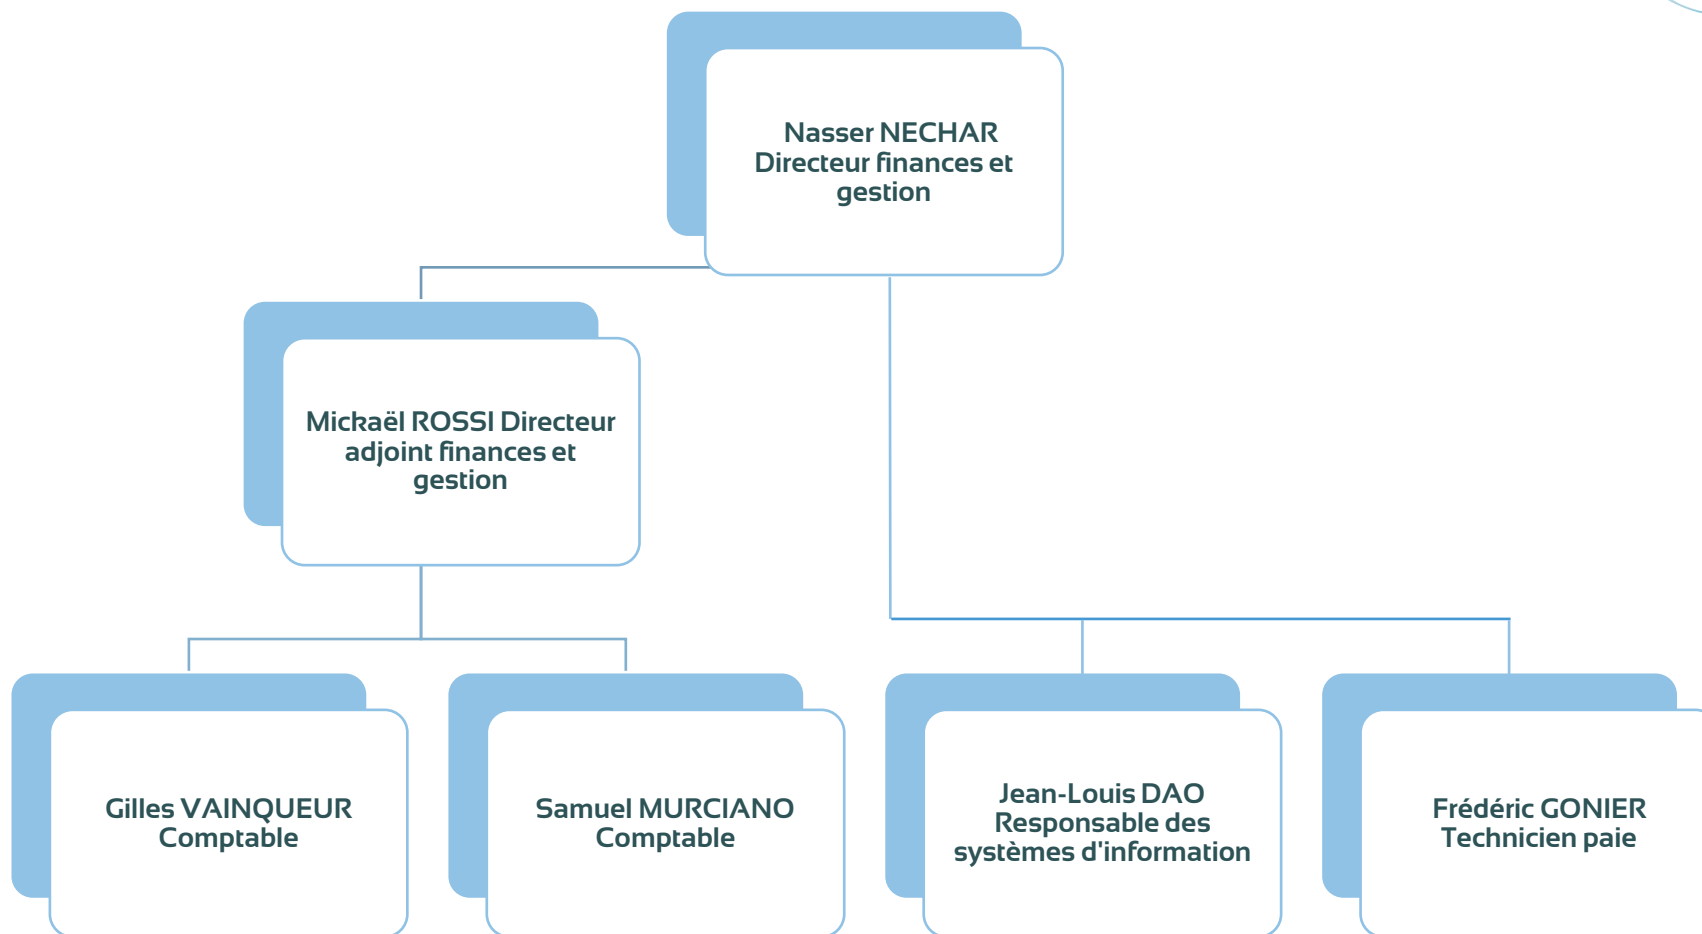 Nasser NECHAR
Directeur finances et
gestion
Mickaël ROSSI Directeur
adjoint finances et
gestion
Gilles VAINQUEUR
Comptable
Samuel MURCIANO
Comptable
Jean-Louis DAO
Responsable des
systèmes d'information
Frédéric GONIER
Technicien paie